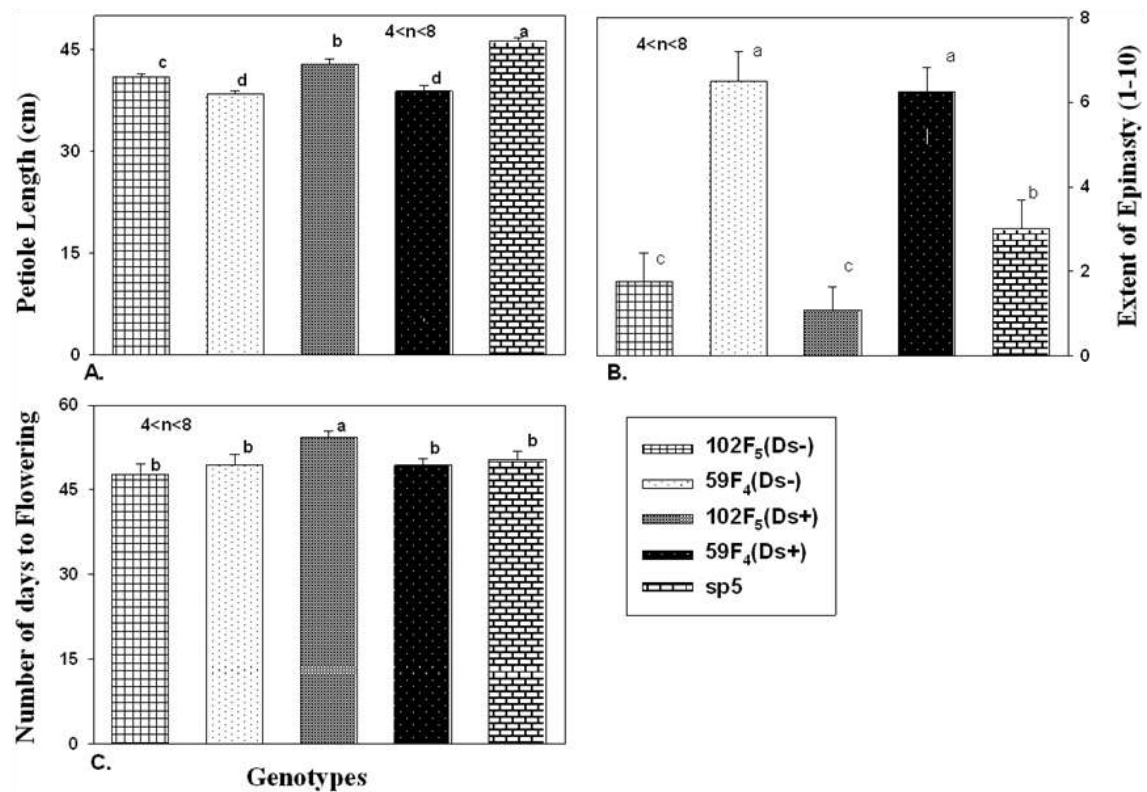 Petiole Length (cm)
45
30
15
0
4<n<8
c
d
b
d
a
A.
4<n<8
c
a
c
a
b
B.
8
6
4
2
0
Extent of Epinasty (1-10)
Number of days to Flowering
60
45
30
15
0
4<n<8
b
b
a
b
b
C.
Genotypes
102F₅(Ds-)
59F₄(Ds-)
102F₅(Ds+)
59F₄(Ds+)
sp5